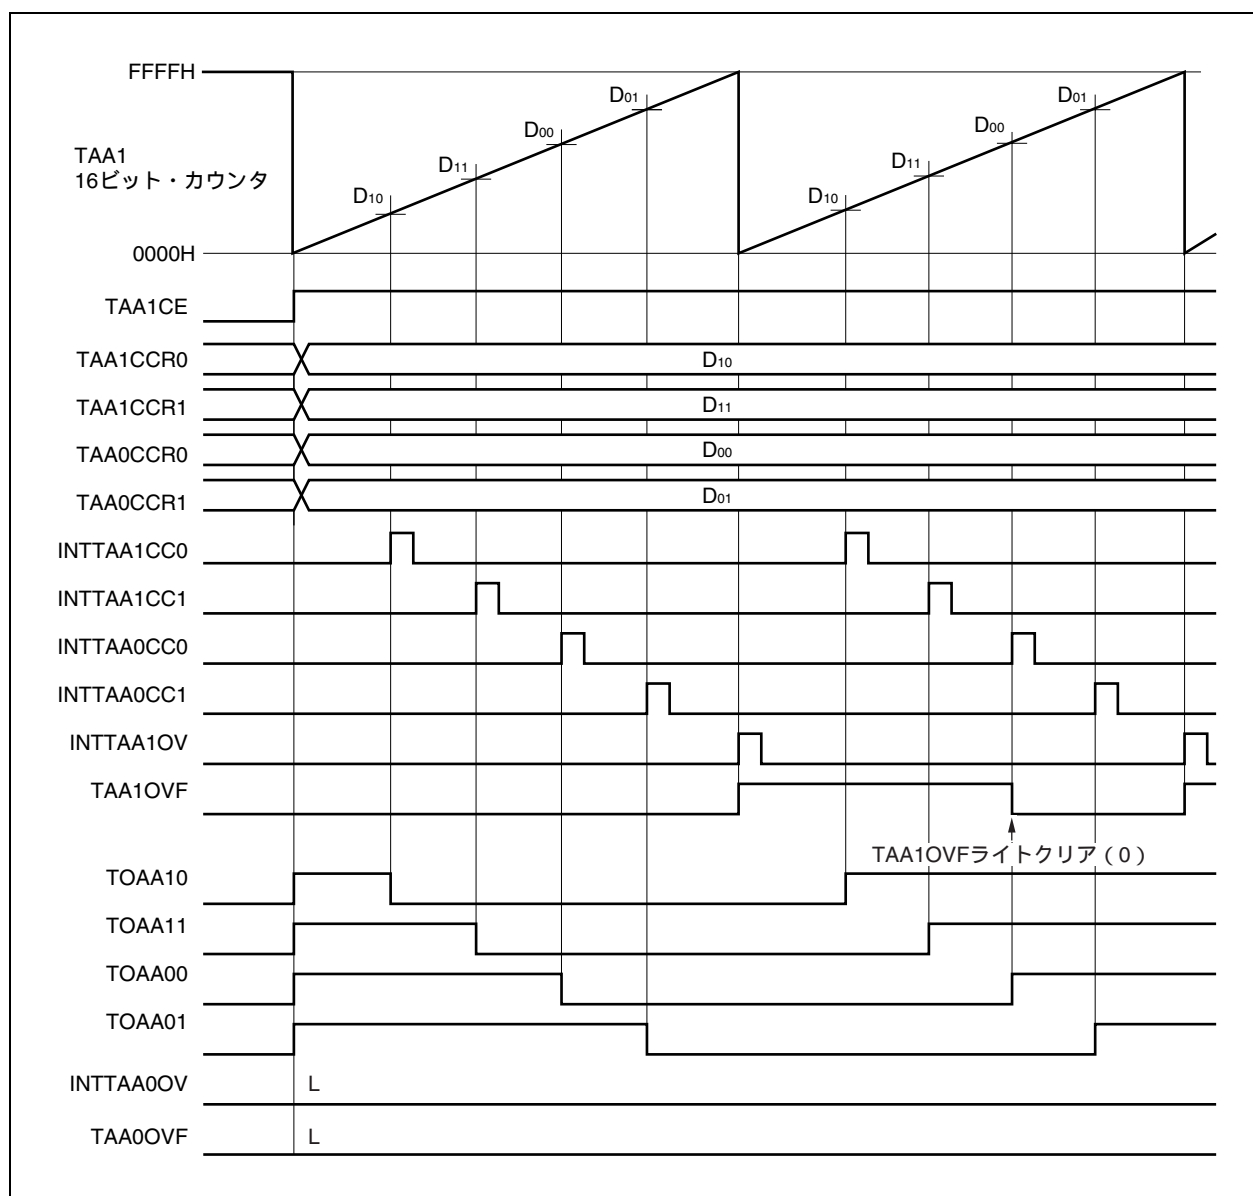 FFFFH
D01
D01
D00
D00
TAA1
16ビット・カウンタ
D11
D11
D10
D10
0000H
TAA1CE
TAA1CCR0
D10
TAA1CCR1
D11
TAA0CCR0
D00
TAA0CCR1
D01
INTTAA1CC0
INTTAA1CC1
INTTAA0CC0
INTTAA0CC1
INTTAA1OV
TAA1OVF
TAA1OVFライトクリア(0)
TOAA10
TOAA11
TOAA00
TOAA01
INTTAA0OV
L
TAA0OVF
L